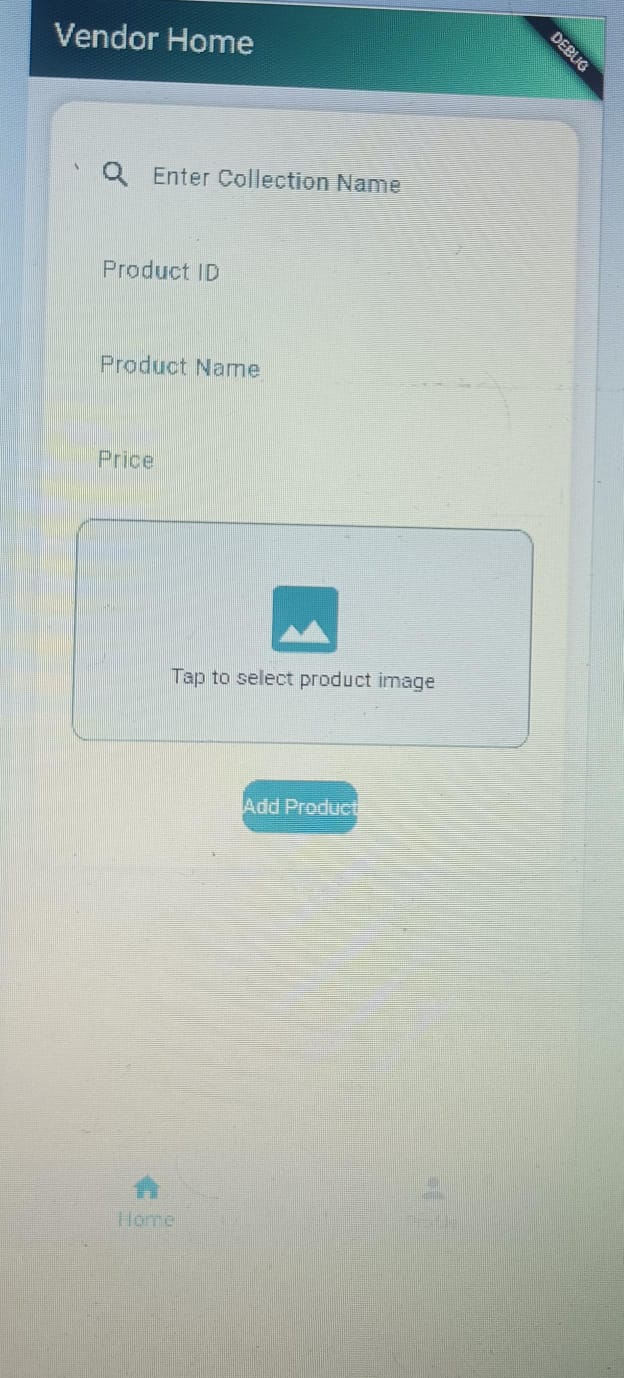 Vendor Home
DEBUG
Enter Collection Name
Product ID
Product Name
Price
Tap to select product image
Add Product
Home